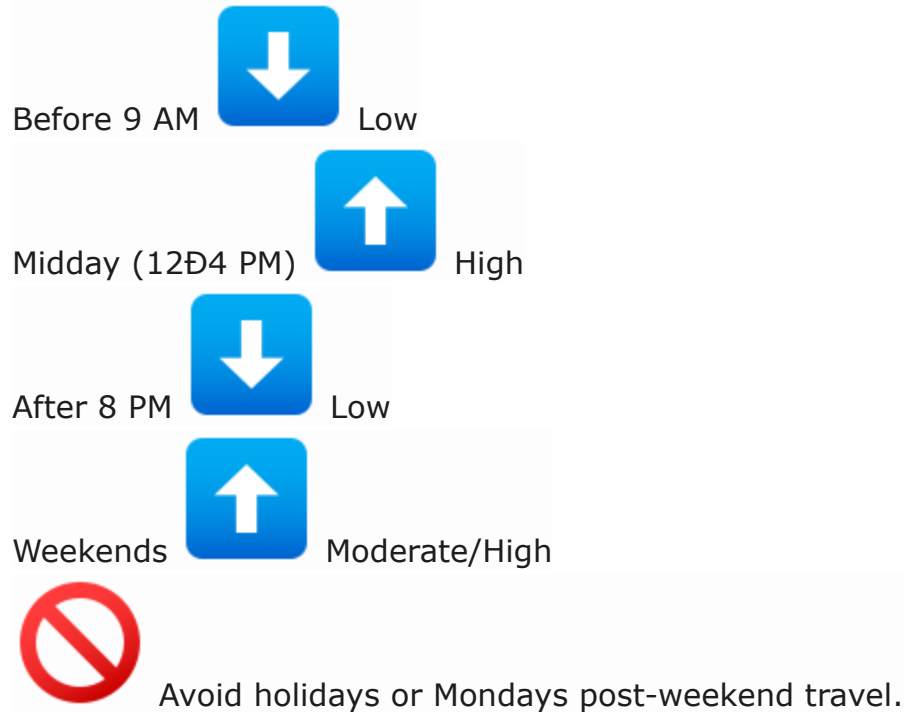 Before 9 AM ⬇️ Low
Midday (12Ð4 PM) ⬆️ High
After 8 PM ⬇️ Low
Weekends ⬆️ Moderate/High
🚫 Avoid holidays or Mondays post-weekend travel.